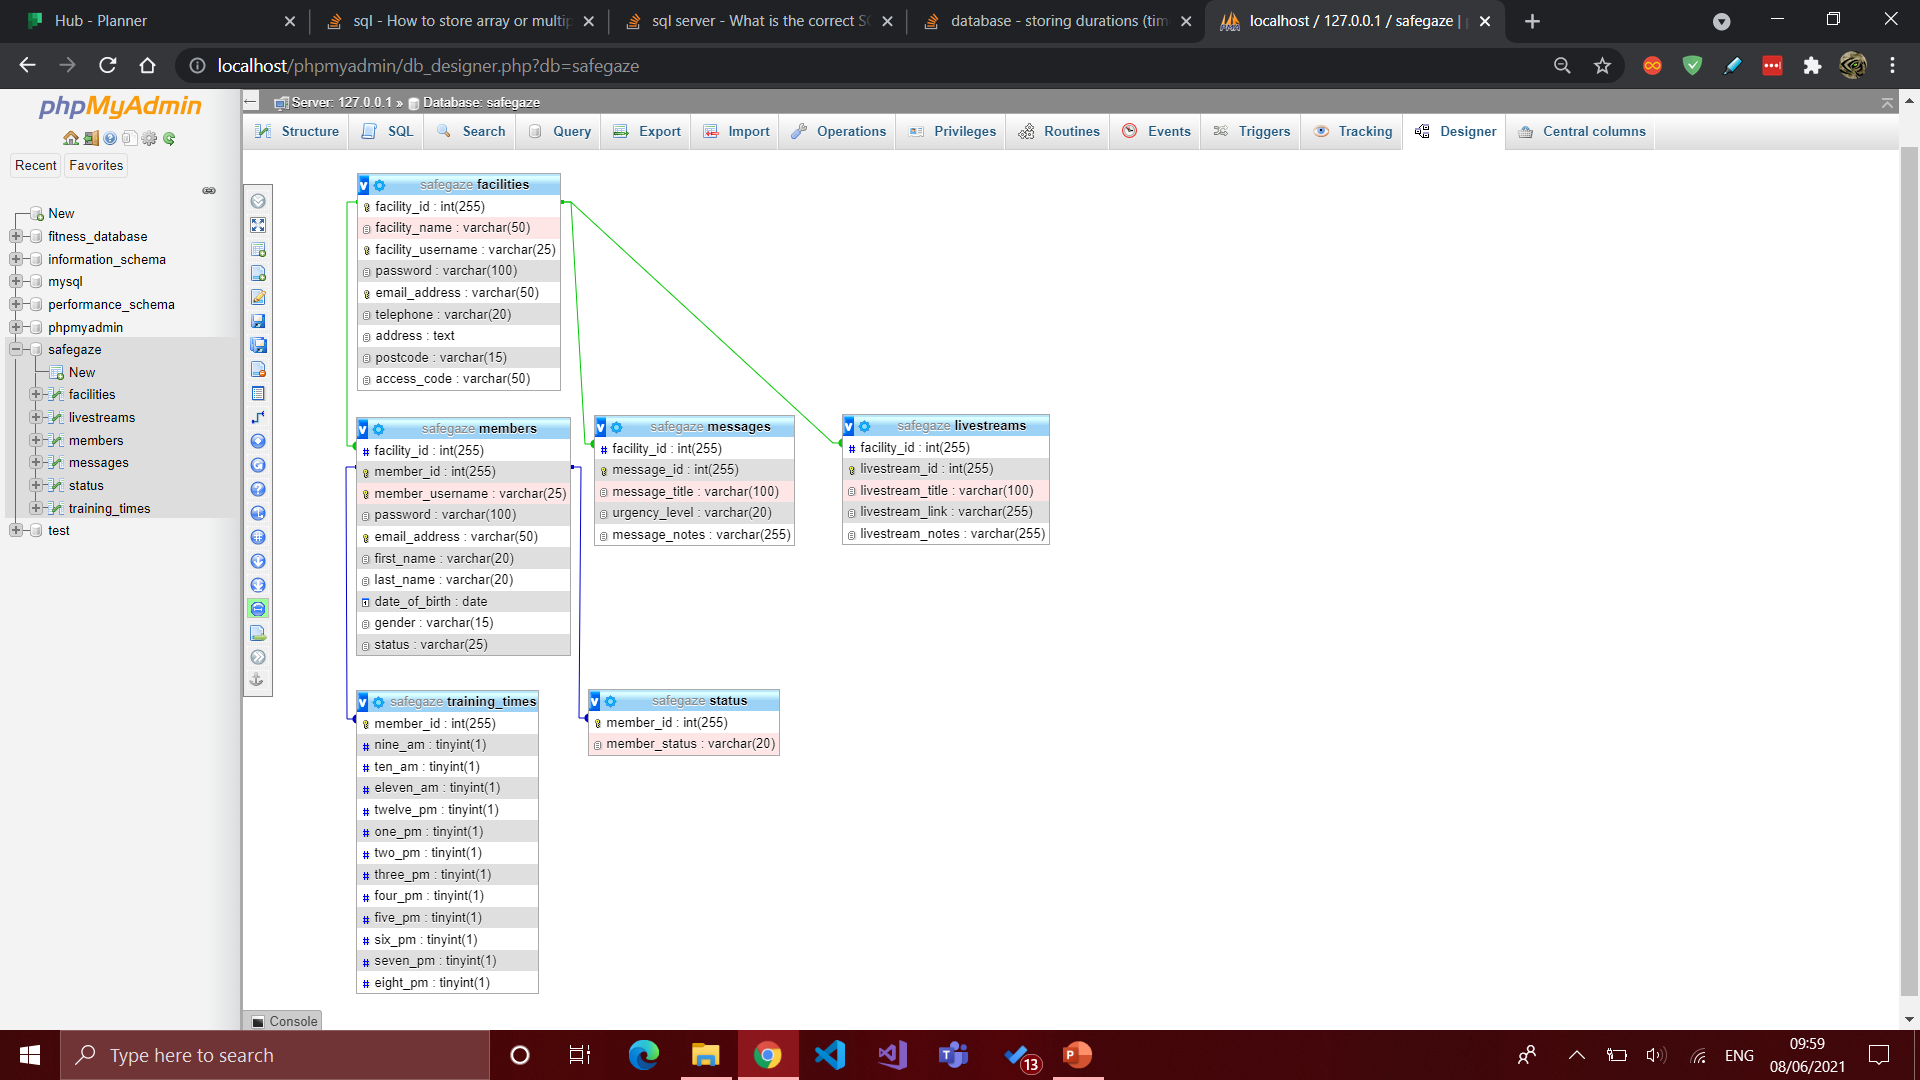 Hub - Planner
sql - How to store array or multip
sql server - What is the correct S
database - storing durations (tim
localhost / 127.0.0.1 / safegaze |
localhost/phpmyadmin/db_designer.php?db=safegaze
phpMyAdmin
Recent
Favorites
New
fitness_database
information_schema
mysql
performance_schema
phpmyadmin
safegaze
New
facilities
livestreams
members
messages
status
training_times
test
Server: 127.0.0.1 » Database: safegaze
Structure
SQL
Search
Query
Export
Import
Operations
Privileges
Routines
Events
Triggers
Tracking
Designer
Central columns
v safegaze facilities
facility_id : int(255)
facility_name : varchar(50)
facility_username : varchar(25)
password : varchar(100)
email_address : varchar(50)
telephone : varchar(20)
address : text
postcode : varchar(15)
access_code : varchar(50)
v safegaze members
# facility_id : int(255)
member_id : int(255)
member_username : varchar(25)
password : varchar(100)
email_address : varchar(50)
first_name : varchar(20)
last_name : varchar(20)
date_of_birth : date
gender : varchar(15)
status : varchar(25)
v safegaze messages
# facility_id : int(255)
message_id : int(255)
message_title : varchar(100)
urgency_level : varchar(20)
message_notes : varchar(255)
v safegaze livestreams
# facility_id : int(255)
livestream_id : int(255)
livestream_title : varchar(100)
livestream_link : varchar(255)
livestream_notes : varchar(255)
v safegaze training_times
member_id : int(255)
# nine_am : tinyint(1)
# ten_am : tinyint(1)
# eleven_am : tinyint(1)
# twelve_pm : tinyint(1)
# one_pm : tinyint(1)
# two_pm : tinyint(1)
# three_pm : tinyint(1)
# four_pm : tinyint(1)
# five_pm : tinyint(1)
# six_pm : tinyint(1)
# seven_pm : tinyint(1)
# eight_pm : tinyint(1)
v safegaze status
member_id : int(255)
member_status : varchar(20)
Console
Type here to search
13
ENG
09:59
08/06/2021